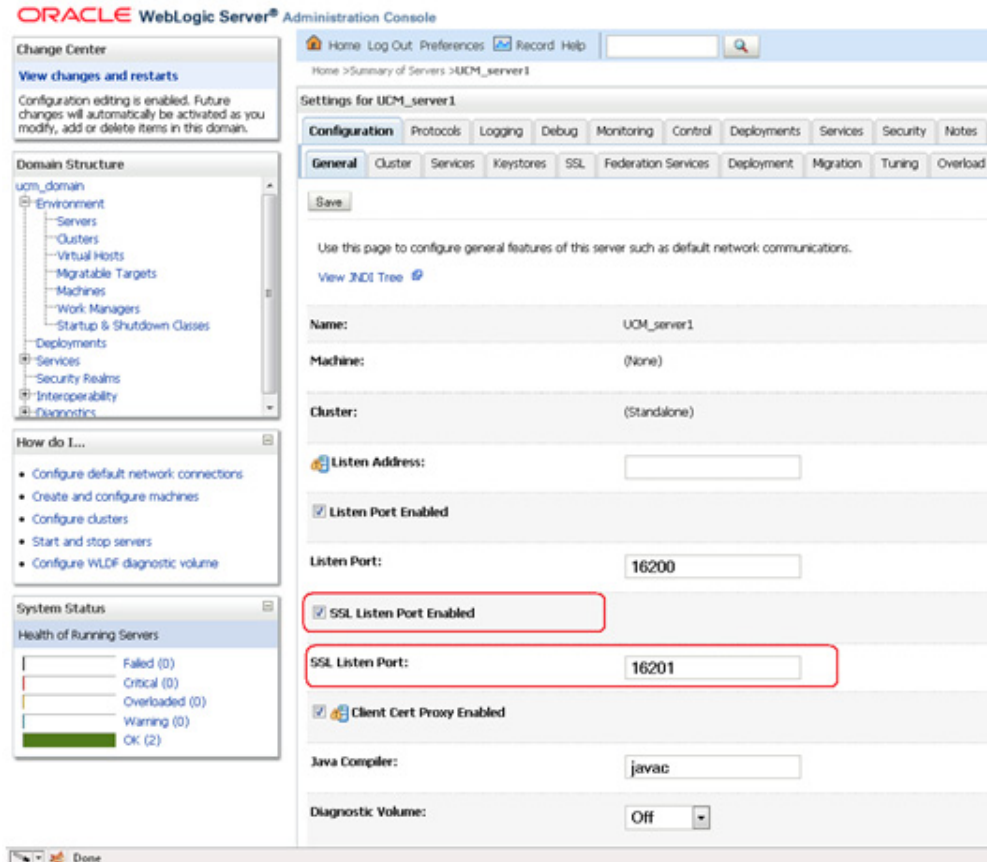 ORACLE WebLogic Server® Administration Console
Change Center
View changes and restarts
Configuration editing is enabled. Future
changes will automatically be activated as you
modify, add or delete items in this domain.
Domain Structure
ucm_domain
Environment
Servers
Clusters
Virtual Hosts
Migratable Targets
Machines
Work Managers
Startup & Shutdown Classes
Deployments
Services
Security Realms
Interoperability
Diagnostics
How do I...
Configure default network connections
Create and configure machines
Configure clusters
Start and stop servers
Configure WLDF diagnostic volume
System Status
Health of Running Servers
Failed (0)
Critical (0)
Overloaded (0)
Warning (0)
OK (2)
Home Log Out Preferences Record Help
Home >Summary of Servers >UCM_server1
Settings for UCM_server1
Configuration Protocols Logging Debug Monitoring Control Deployments Services Security Notes
General Cluster Services Keystores SSL Federation Services Deployment Migration Tuning Overload
Save
Use this page to configure general features of this server such as default network communications.
View JNDI Tree
Name: UCM_server1
Machine: (None)
Cluster: (Standalone)
Listen Address:
Listen Port Enabled
Listen Port: 16200
SSL Listen Port Enabled
SSL Listen Port: 16201
Client Cert Proxy Enabled
Java Compiler: javac
Diagnostic Volume: Off
Done